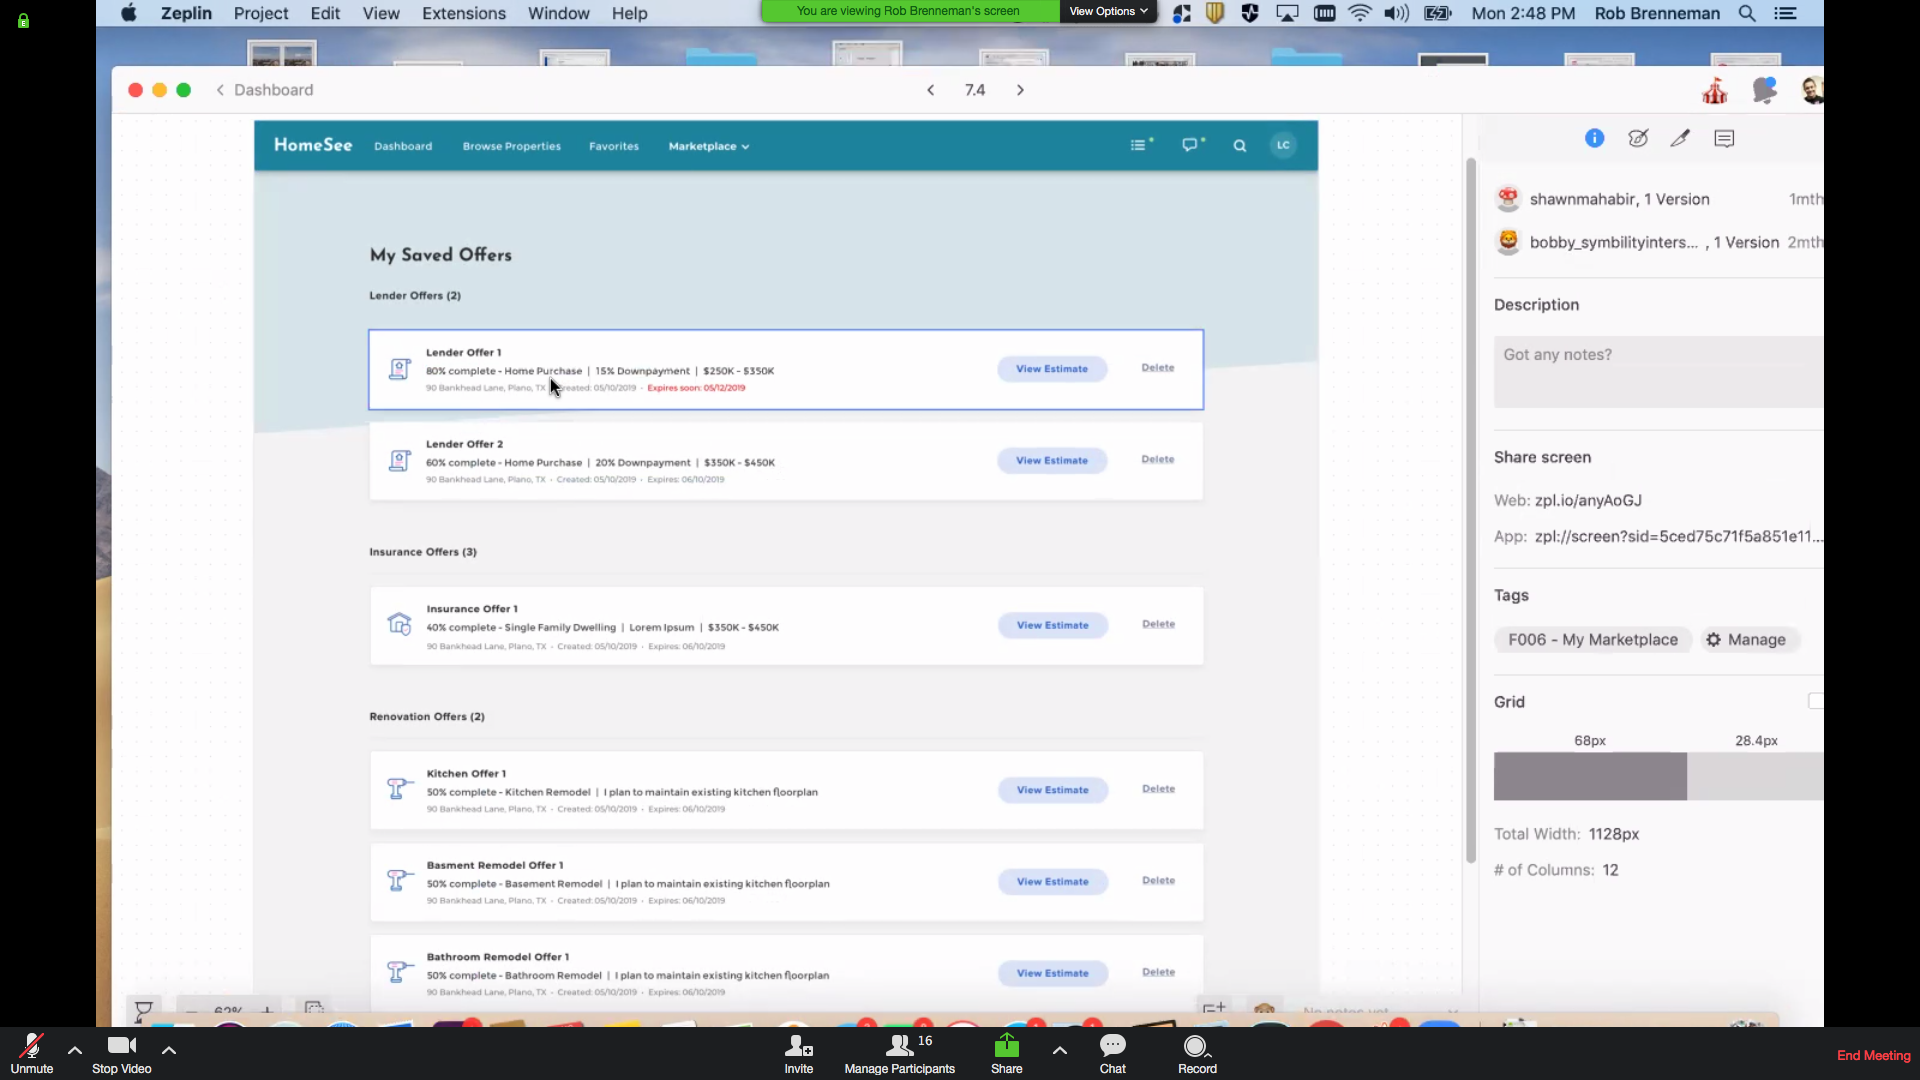 Zeplin Project Edit View Extensions Window Help
You are viewing Rob Brenneman's screen View Options
Mon 2:48 PM Rob Brenneman
Dashboard
7.4
HomeSee Dashboard Browse Properties Favorites Marketplace LC
My Saved Offers
Lender Offers (2)
Lender Offer 1
80% complete - Home Purchase | 15% Downpayment | $250K - $350K
90 Bankhead Lane, Plano, TX Created: 05/10/2019 - Expires soon: 05/12/2019
View Estimate Delete
Lender Offer 2
60% complete - Home Purchase | 20% Downpayment | $350K - $450K
90 Bankhead Lane, Plano, TX - Created: 05/10/2019 - Expires: 06/10/2019
View Estimate Delete
Insurance Offers (3)
Insurance Offer 1
40% complete - Single Family Dwelling | Lorem Ipsum | $350K - $450K
90 Bankhead Lane, Plano, TX - Created: 05/10/2019 - Expires: 06/10/2019
View Estimate Delete
Renovation Offers (2)
Kitchen Offer 1
50% complete - Kitchen Remodel | I plan to maintain existing kitchen floorplan
90 Bankhead Lane, Plano, TX - Created: 05/10/2019 - Expires: 06/10/2019
View Estimate Delete
Basment Remodel Offer 1
50% complete - Basement Remodel | I plan to maintain existing kitchen floorplan
90 Bankhead Lane, Plano, TX - Created: 05/10/2019 - Expires: 06/10/2019
View Estimate Delete
Bathroom Remodel Offer 1
50% complete - Bathroom Remodel | I plan to maintain existing kitchen floorplan
90 Bankhead Lane, Plano, TX - Created: 05/10/2019 - Expires: 06/10/2019
View Estimate Delete
62%
No notes yet
shawnmahabir, 1 Version 1mth
bobby_symbilityinters... , 1 Version 2mth
Description
Got any notes?
Share screen
Web: zpl.io/anyAoGJ
App: zpl://screen?sid=5ced75c71f5a851e11...
Tags
F006 - My Marketplace Manage
Grid
68px 28.4px
Total Width: 1128px
# of Columns: 12
Unmute Stop Video Invite Manage Participants 16 Share Chat Record End Meeting